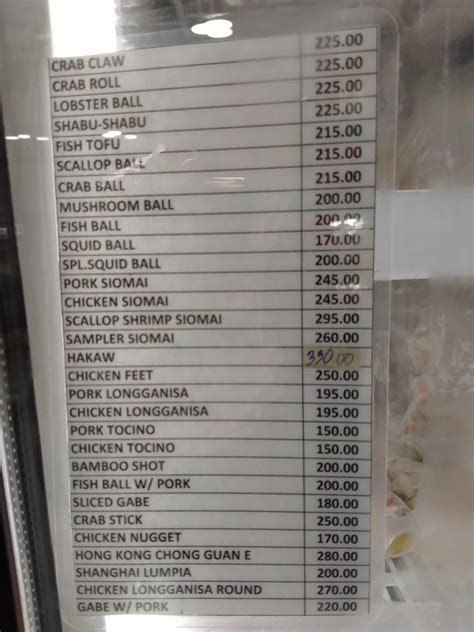 CRAB CLAW 225.00
CRAB ROLL 225.00
LOBSTER BALL 225.00
SHABU-SHABU 225.00
FISH TOFU 215.00
SCALLOP BALL 215.00
CRAB BALL 215.00
MUSHROOM BALL 200.00
FISH BALL 200.00
SQUID BALL 170.00
SPL.SQUID BALL 200.00
PORK SIOMAI 245.00
CHICKEN SIOMAI 245.00
SCALLOP SHRIMP SIOMAI 295.00
SAMPLER SIOMAI 260.00
HAKAW 330.00
CHICKEN FEET 250.00
PORK LONGGANISA 195.00
CHICKEN LONGGANISA 195.00
PORK TOCINO 150.00
CHICKEN TOCINO 150.00
BAMBOO SHOT 200.00
FISH BALL W/ PORK 200.00
SLICED GABE 180.00
CRAB STICK 250.00
CHICKEN NUGGET 170.00
HONG KONG CHONG GUAN E 280.00
SHANGHAI LUMPIA 200.00
CHICKEN LONGGANISA ROUND 270.00
GABE W/ PORK 220.00